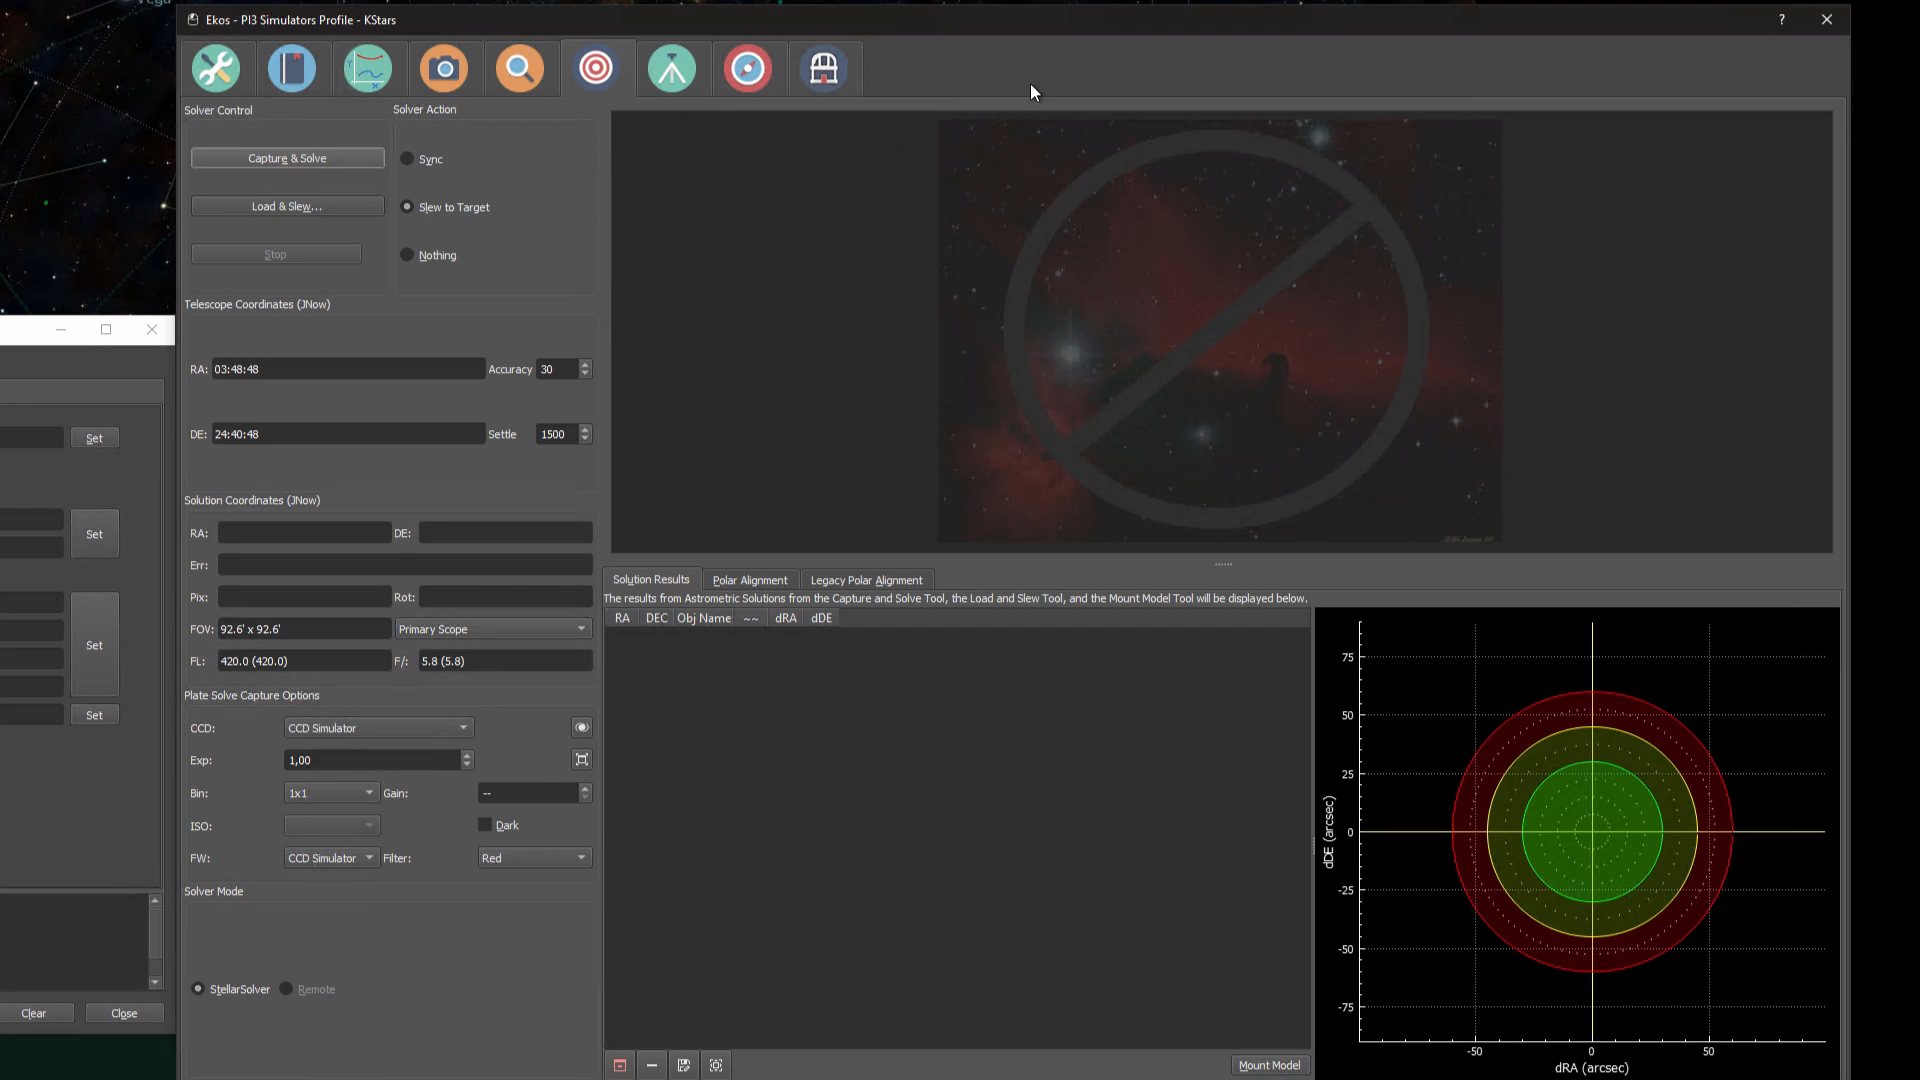 Vega
Ekos - PI3 Simulators Profile - KStars
?
Solver Control
Solver Action
Capture & Solve
Sync
Load & Slew...
Slew to Target
Stop
Nothing
Telescope Coordinates (JNow)
RA: 03:48:48 Accuracy 30
DE: 24:40:48 Settle 1500
Solution Coordinates (JNow)
RA: DE:
Err:
Pix: Rot:
FOV: 92.6' x 92.6' Primary Scope
FL: 420.0 (420.0) F/: 5.8 (5.8)
Plate Solve Capture Options
CCD: CCD Simulator
Exp: 1,00
Bin: 1x1 Gain: --
ISO: Dark
FW: CCD Simulator Filter: Red
Solver Mode
StellarSolver Remote
Set
Set
Set
Set
Clear Close
Solution Results Polar Alignment Legacy Polar Alignment
The results from Astrometric Solutions from the Capture and Solve Tool, the Load and Slew Tool, and the Mount Model Tool will be displayed below.
RA DEC Obj Name ~~ dRA dDE
Mount Model
75
50
25
0
-25
-50
-75
dDE (arcsec)
-50 0 50
dRA (arcsec)